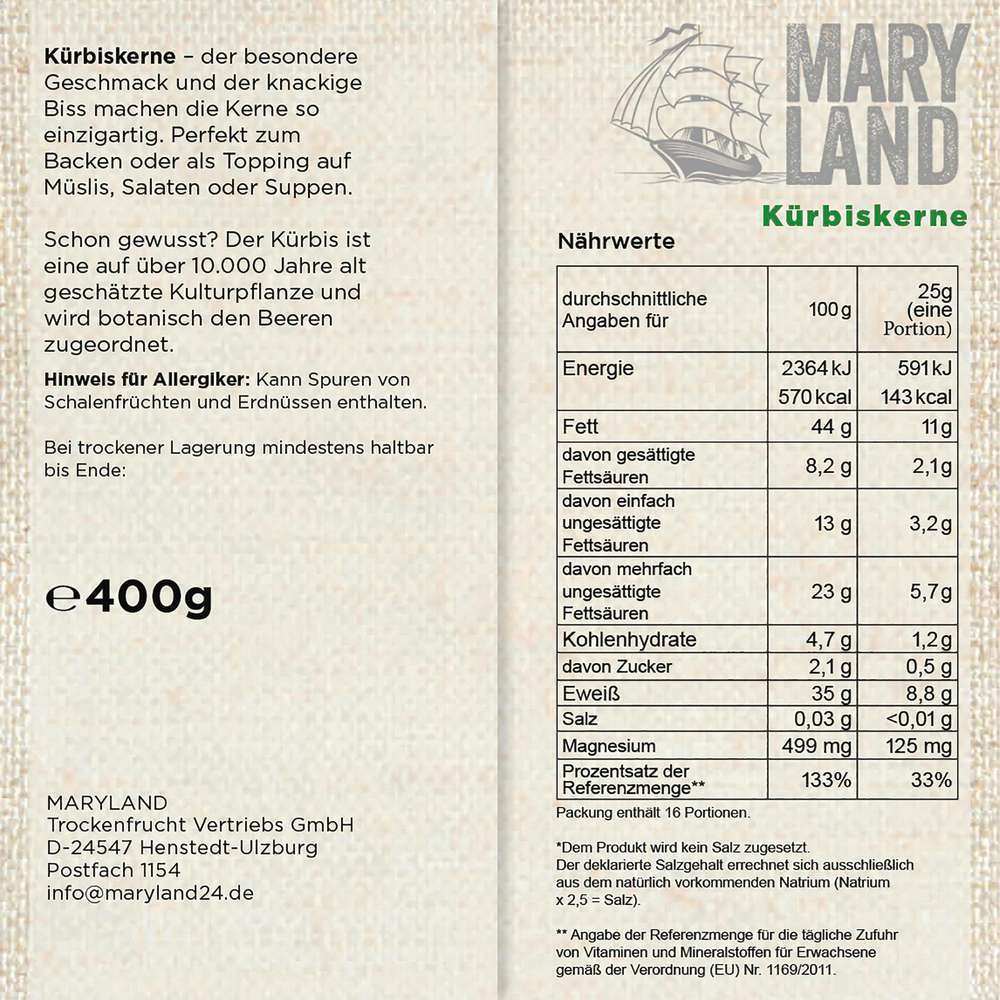 Kürbiskerne – der besondere
Geschmack und der knackige
Biss machen die Kerne so
einzigartig. Perfekt zum
Backen oder als Topping auf
Müslis, Salaten oder Suppen.
Schon gewusst? Der Kürbis ist
eine auf über 10.000 Jahre alt
geschätzte Kulturpflanze und
wird botanisch den Beeren
zugeordnet.
Hinweis für Allergiker: Kann Spuren von
Schalenfrüchten und Erdnüssen enthalten.
Bei trockener Lagerung mindestens haltbar
bis Ende:
℮400g
MARYLAND
Trockenfrucht Vertriebs GmbH
D-24547 Henstedt-Ulzburg
Postfach 1154
info@maryland24.de
MARY
LAND
Kürbiskerne
Nährwerte
durchschnittliche
Angaben für
100 g
25g
(eine
Portion)
Energie 2364 kJ 591 kJ
570 kcal 143 kcal
Fett 44 g 11 g
davon gesättigte
Fettsäuren
8,2 g 2,1 g
davon einfach
ungesättigte
Fettsäuren
13 g 3,2 g
davon mehrfach
ungesättigte
Fettsäuren
23 g 5,7 g
Kohlenhydrate 4,7 g 1,2 g
davon Zucker 2,1 g 0,5 g
Eweiß 35 g 8,8 g
Salz 0,03 g <0,01 g
Magnesium 499 mg 125 mg
Prozentsatz der
Referenzmenge**
133% 33%
Packung enthält 16 Portionen.
*Dem Produkt wird kein Salz zugesetzt.
Der deklarierte Salzgehalt errechnet sich ausschließlich
aus dem natürlich vorkommenden Natrium (Natrium
x 2,5 = Salz).
** Angabe der Referenzmenge für die tägliche Zufuhr
von Vitaminen und Mineralstoffen für Erwachsene
gemäß der Verordnung (EU) Nr. 1169/2011.